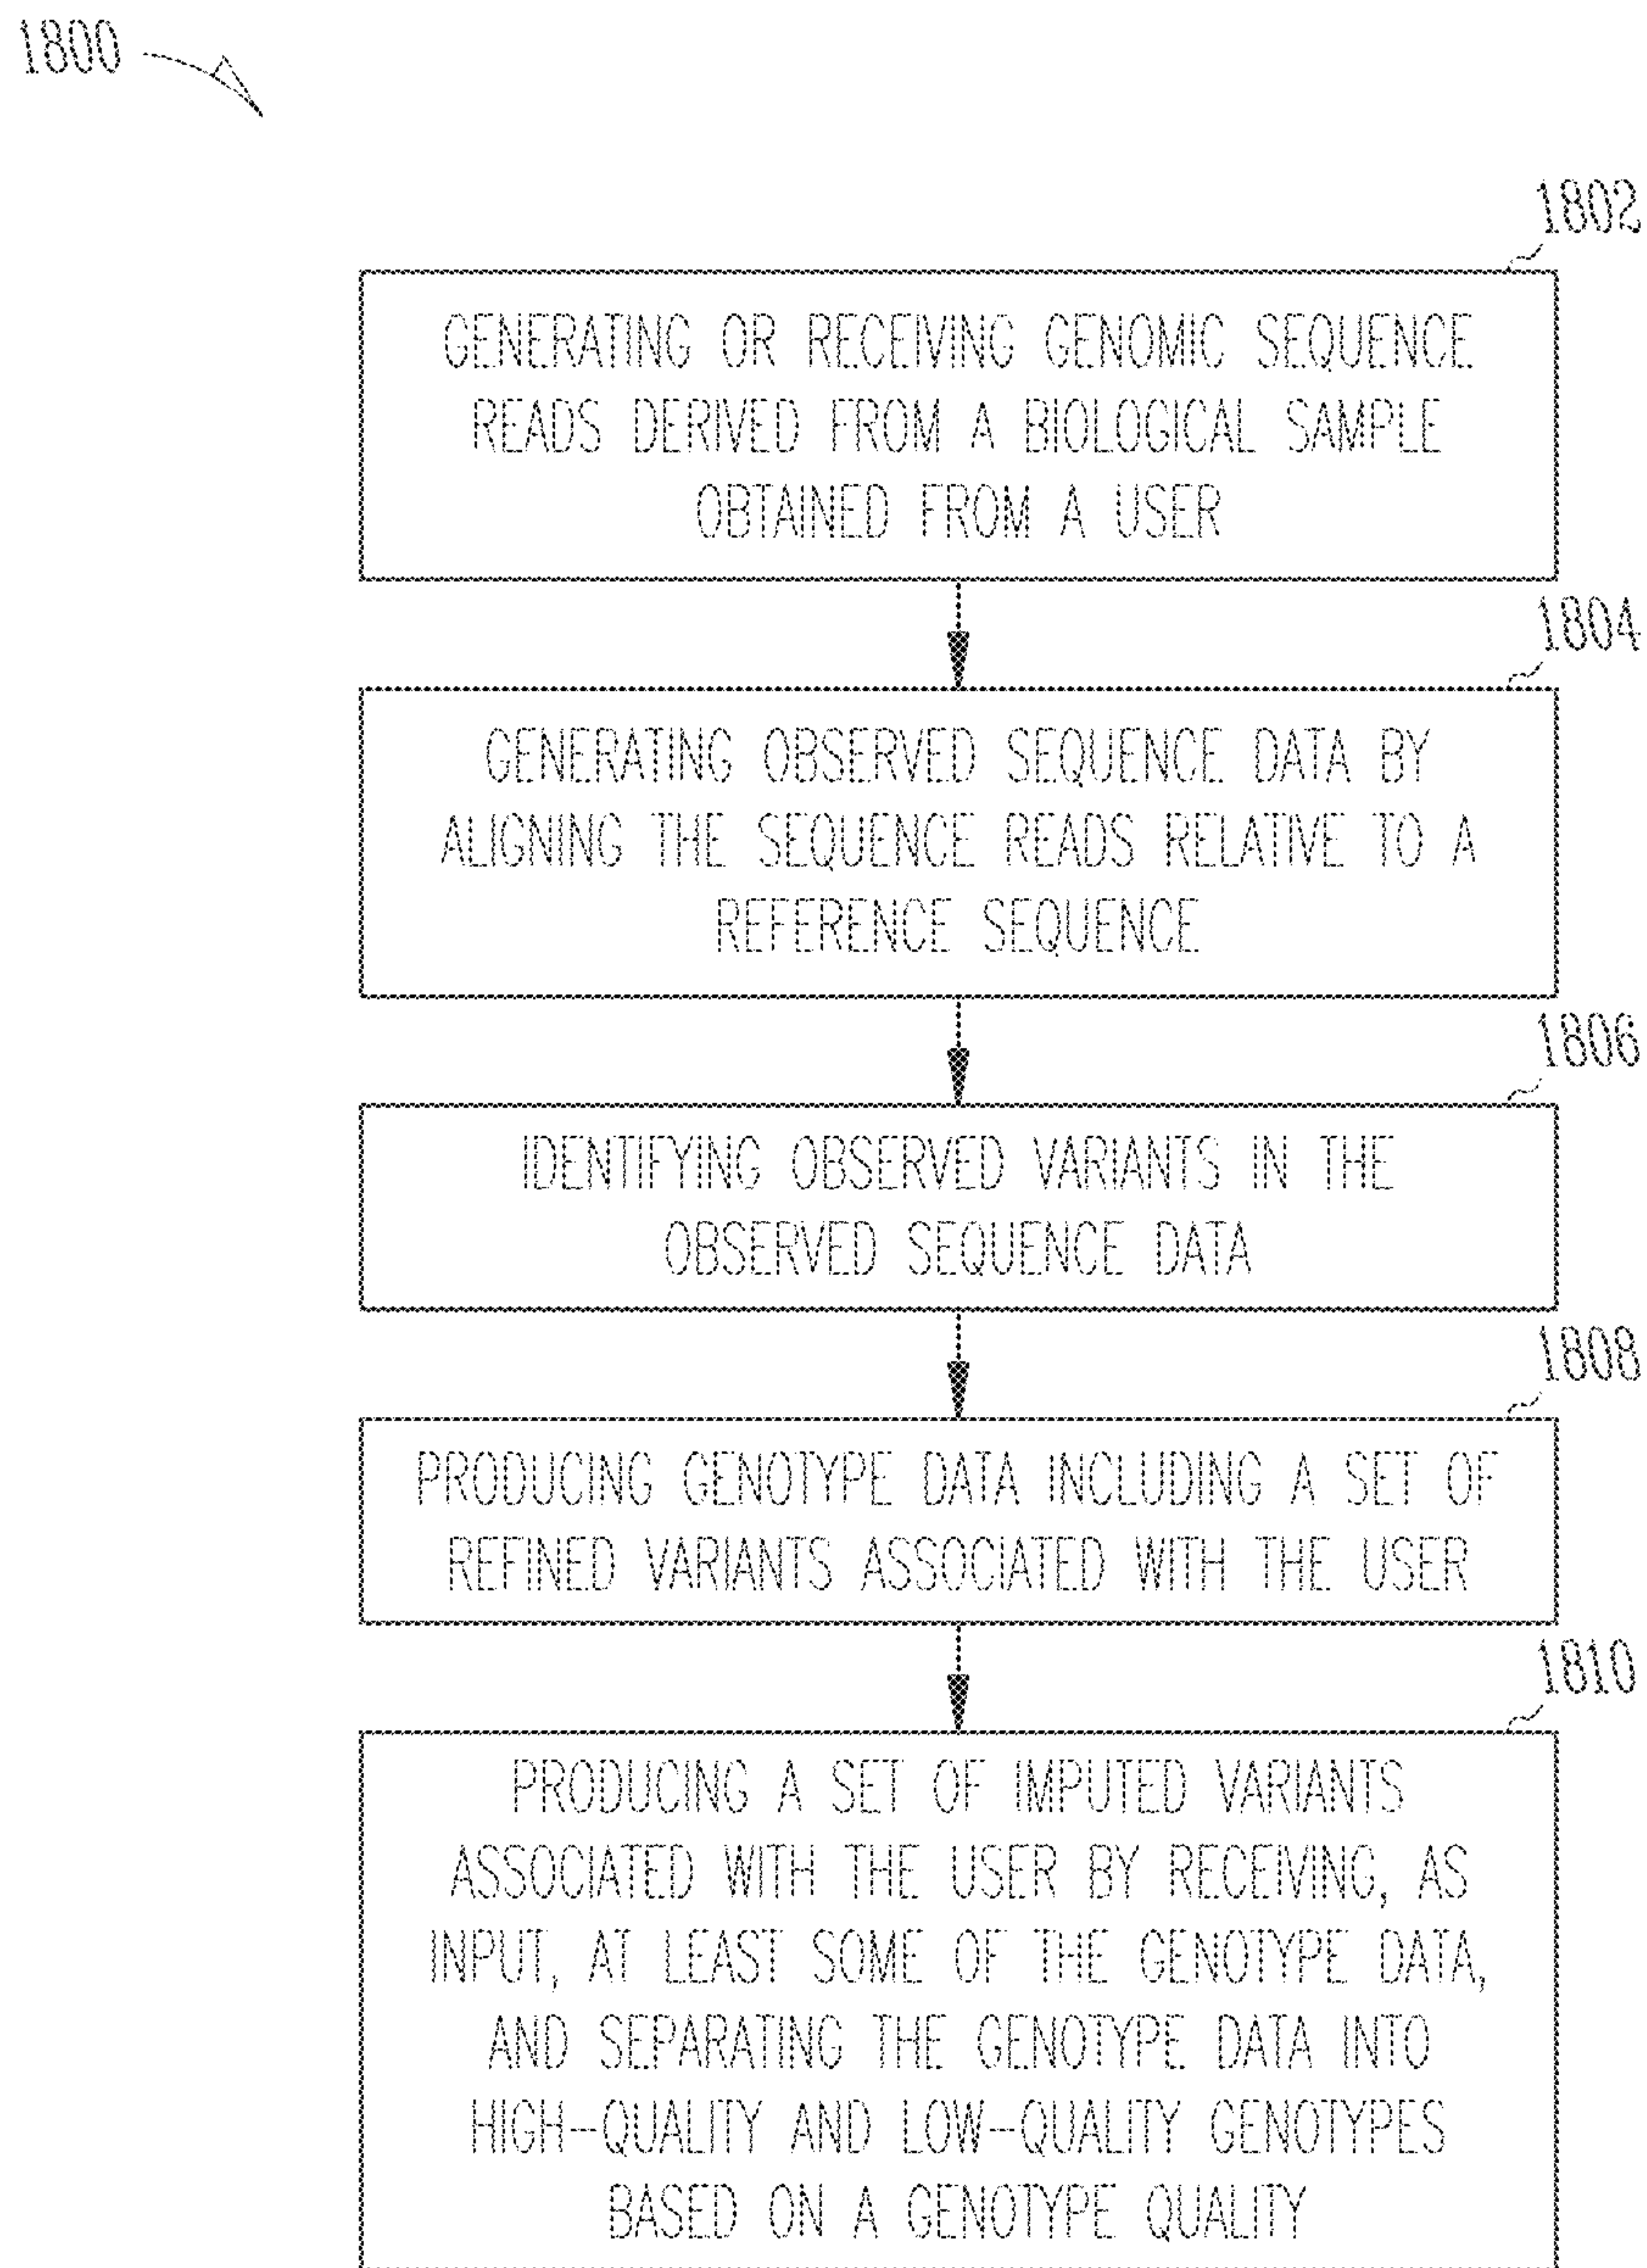 1800
1802
GENERATING OR RECEIVING GENOMIC SEQUENCE
READS DERIVED FROM A BIOLOGICAL SAMPLE
OBTAINED FROM A USER
1804
GENERATING OBSERVED SEQUENCE DATA BY
ALIGNING THE SEQUENCE READS RELATIVE TO A
REFERENCE SEQUENCE
1806
IDENTIFYING OBSERVED VARIANTS IN THE
OBSERVED SEQUENCE DATA
1808
PRODUCING GENOTYPE DATA INCLUDING A SET OF
REFINED VARIANTS ASSOCIATED WITH THE USER
1810
PRODUCING A SET OF IMPUTED VARIANTS
ASSOCIATED WITH THE USER BY RECEIVING, AS
INPUT, AT LEAST SOME OF THE GENOTYPE DATA,
AND SEPARATING THE GENOTYPE DATA INTO
HIGH-QUALITY AND LOW-QUALITY GENOTYPES
BASED ON A GENOTYPE QUALITY